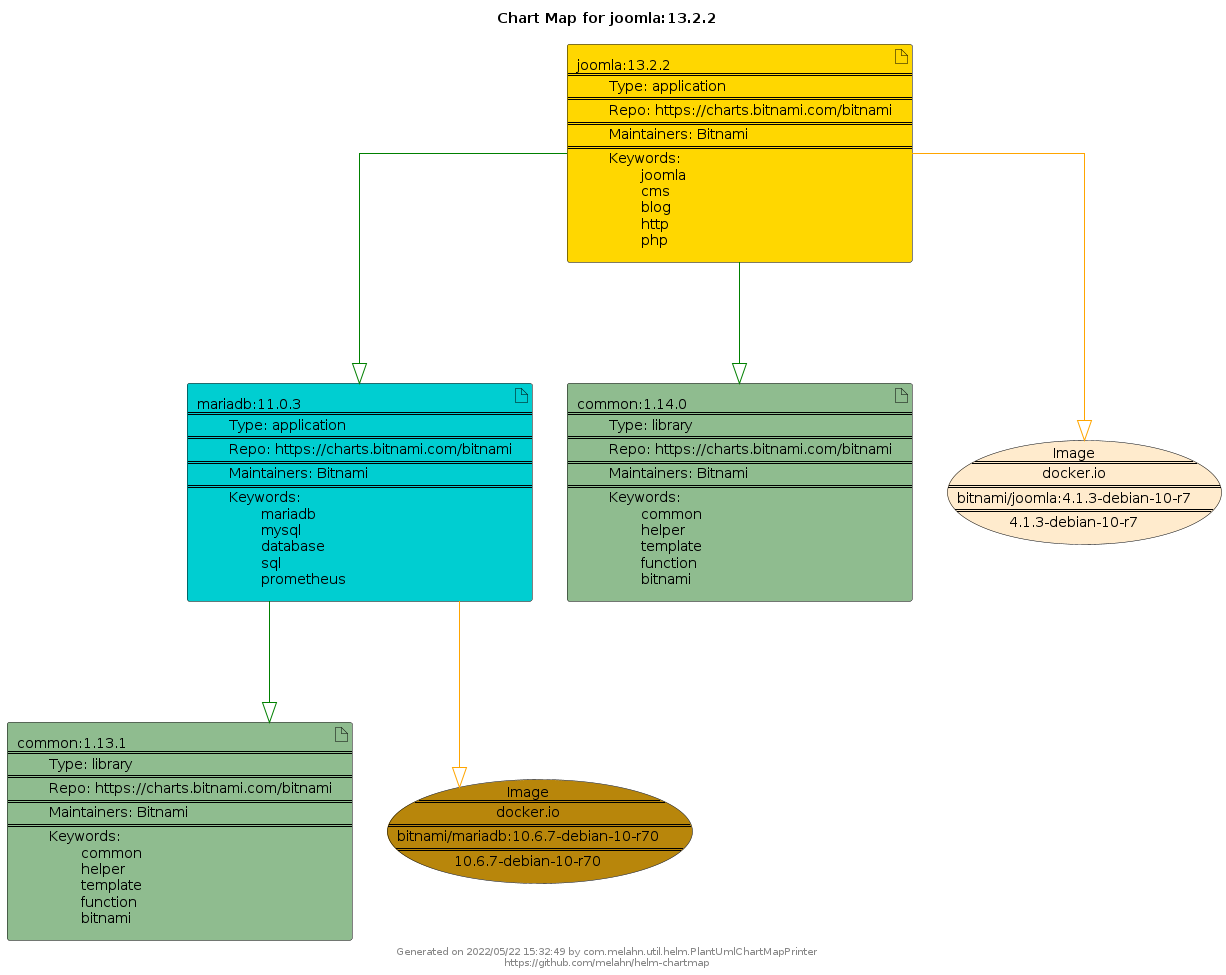 Chart Map for joomla:13.2.2
joomla:13.2.2
Type: application
Repo: https://charts.bitnami.com/bitnami
Maintainers: Bitnami
Keywords:
joomla
cms
blog
http
php
mariadb:11.0.3
Type: application
Repo: https://charts.bitnami.com/bitnami
Maintainers: Bitnami
Keywords:
mariadb
mysql
database
sql
prometheus
common:1.14.0
Type: library
Repo: https://charts.bitnami.com/bitnami
Maintainers: Bitnami
Keywords:
common
helper
template
function
bitnami
Image
docker.io
bitnami/joomla:4.1.3-debian-10-r7
4.1.3-debian-10-r7
common:1.13.1
Type: library
Repo: https://charts.bitnami.com/bitnami
Maintainers: Bitnami
Keywords:
common
helper
template
function
bitnami
Image
docker.io
bitnami/mariadb:10.6.7-debian-10-r70
10.6.7-debian-10-r70
Generated on 2022/05/22 15:32:49 by com.melahn.util.helm.PlantUmlChartMapPrinter
https://github.com/melahn/helm-chartmap